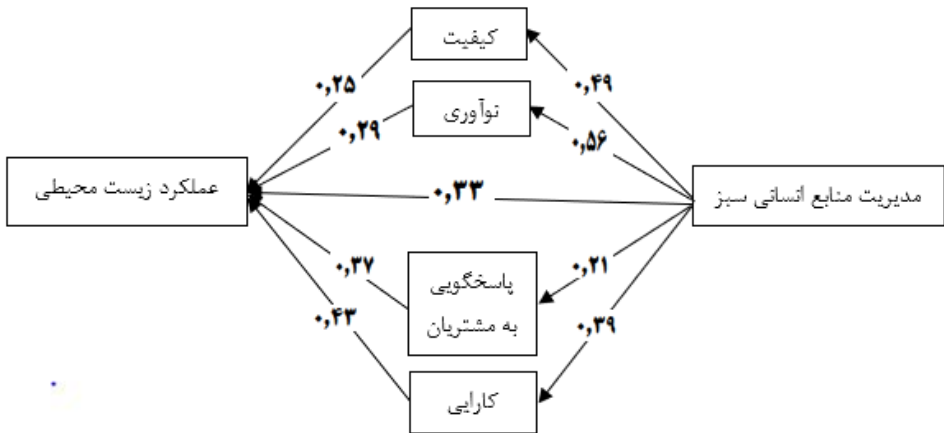 کیفیت
۰,۲۵
۰,۴۹
نوآوری
۰,۲۹
۰,۵۶
مدیریت منابع انسانی سبز
۰,۳۳
عملکرد زیست محیطی
۰,۲۱
پاسخگویی
به مشتریان
۰,۳۷
۰,۳۹
۰,۴۳
کارایی